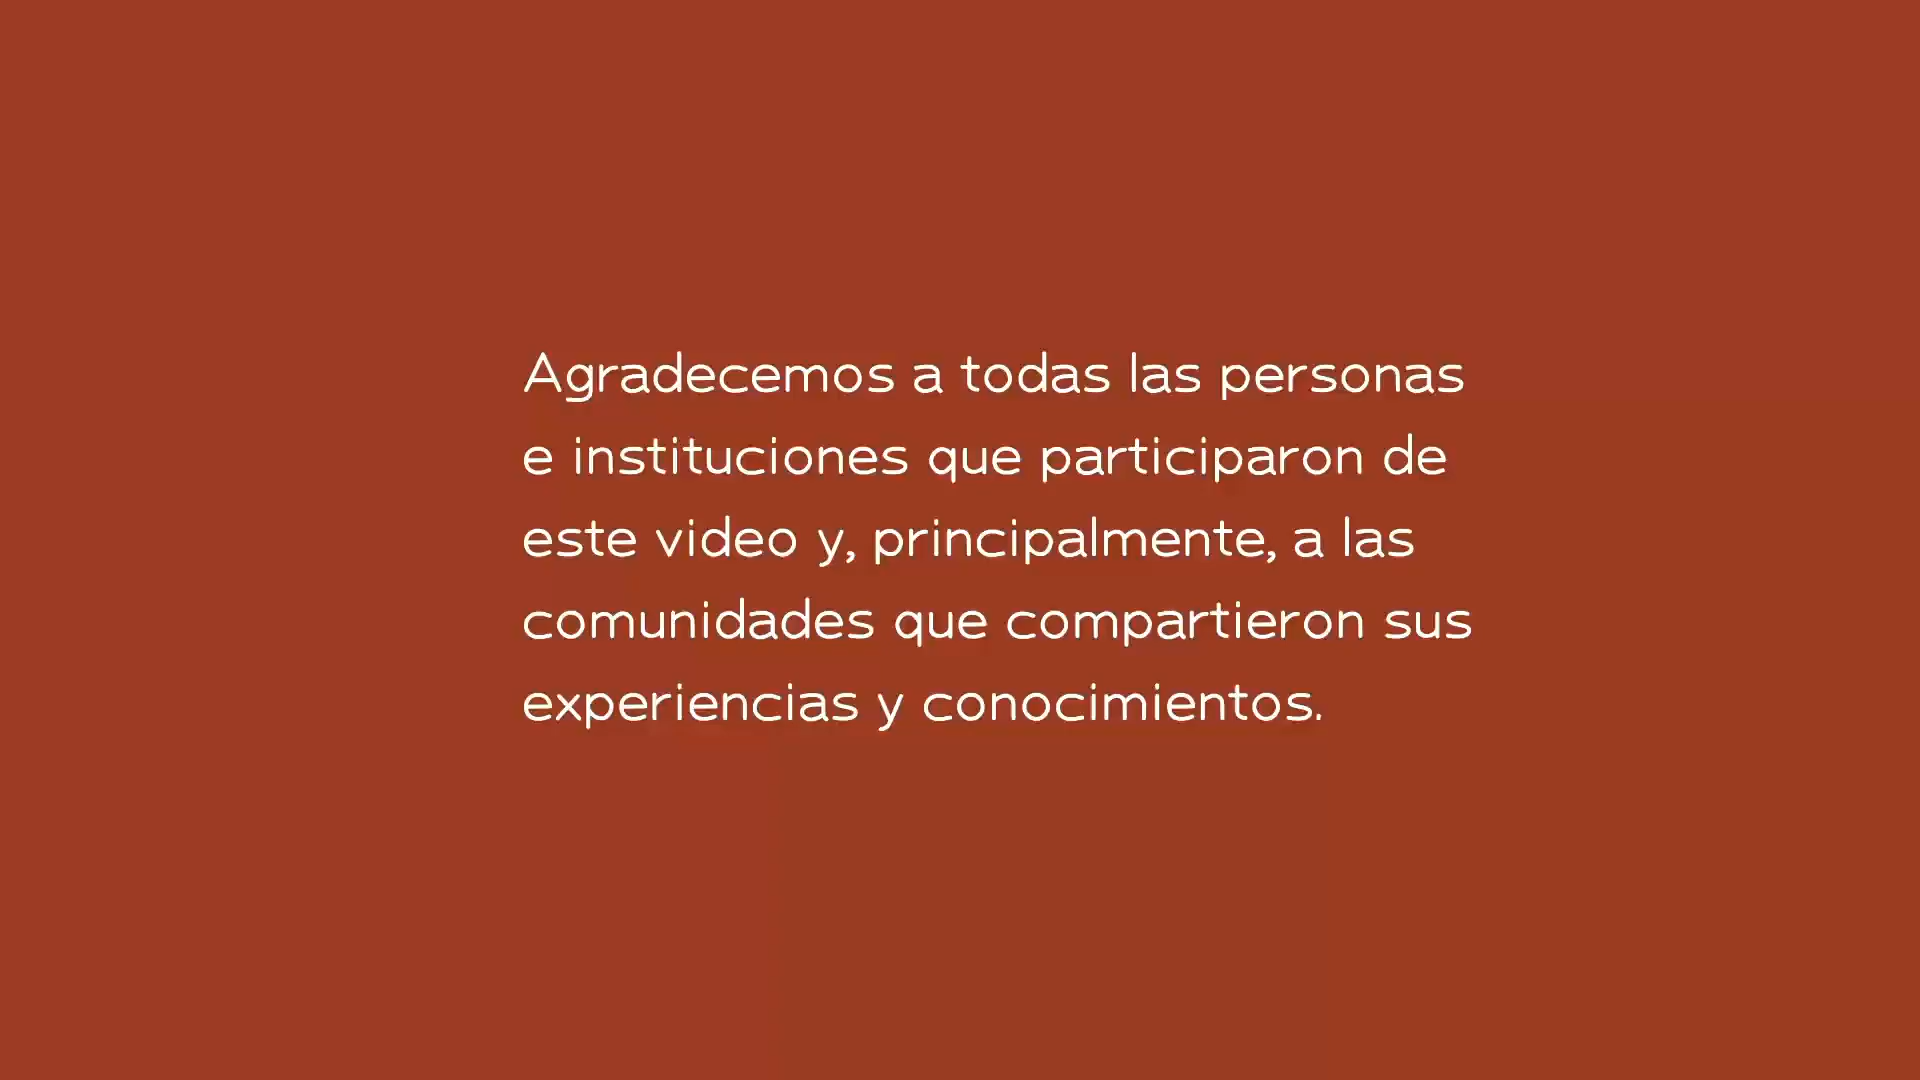 Agradecemos a todas las personas
e instituciones que participaron de
este video y, principalmente, a las
comunidades que compartieron sus
experiencias y conocimientos.